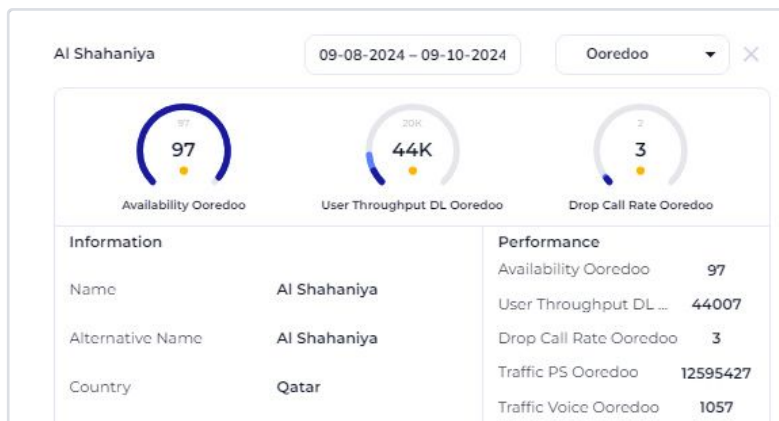 Al Shahaniya
09-08-2024 – 09-10-2024
Ooredoo
97
97
Availability Ooredoo
20K
44K
User Throughput DL Ooredoo
2
3
Drop Call Rate Ooredoo
Information
Name Al Shahaniya
Alternative Name Al Shahaniya
Country Qatar
Performance
Availability Ooredoo 97
User Throughput DL ... 44007
Drop Call Rate Ooredoo 3
Traffic PS Ooredoo 12595427
Traffic Voice Ooredoo 1057